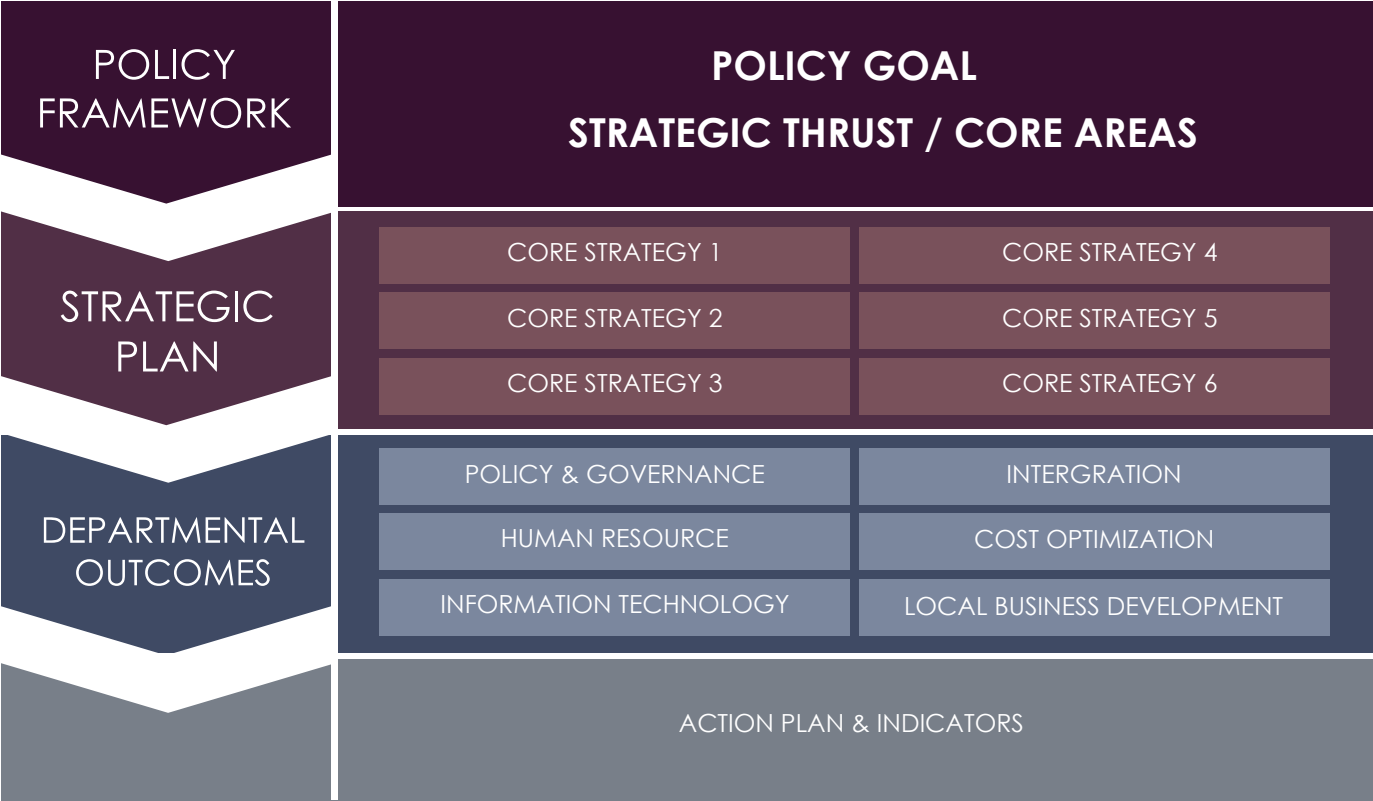 POLICY
FRAMEWORK
POLICY GOAL
STRATEGIC THRUST / CORE AREAS
STRATEGIC
PLAN
CORE STRATEGY 1
CORE STRATEGY 4
CORE STRATEGY 2
CORE STRATEGY 5
CORE STRATEGY 3
CORE STRATEGY 6
DEPARTMENTAL
OUTCOMES
POLICY & GOVERNANCE
INTERGRATION
HUMAN RESOURCE
COST OPTIMIZATION
INFORMATION TECHNOLOGY
LOCAL BUSINESS DEVELOPMENT
ACTION PLAN & INDICATORS